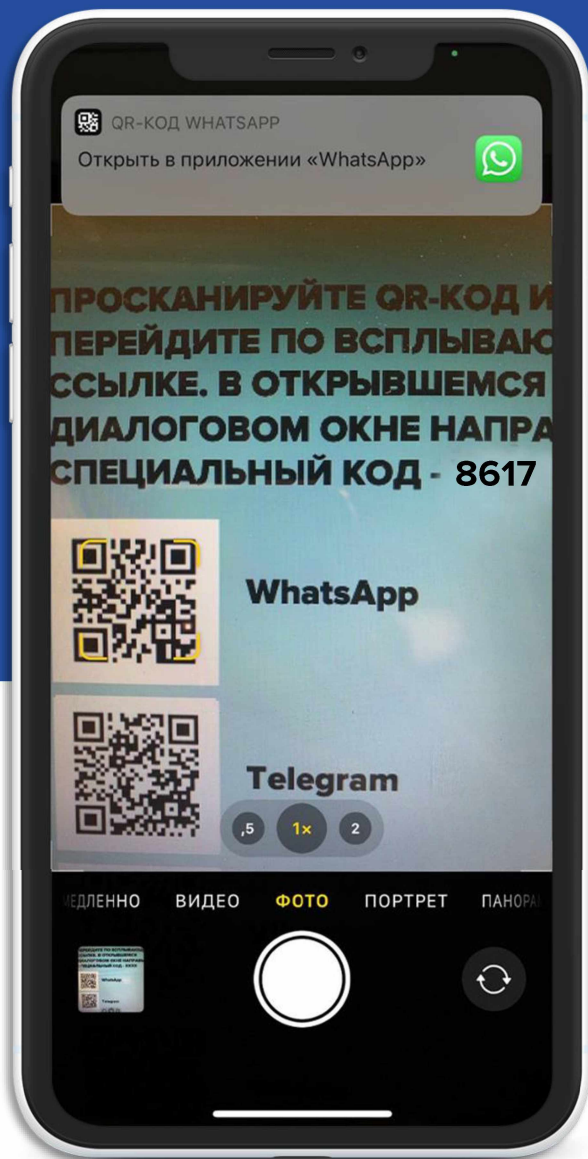 QR-КОД WHATSAPP
Открыть в приложении «WhatsApp»
ПРОСКАНИРУЙТЕ QR-КОД И
ПЕРЕЙДИТЕ ПО ВСПЛЫВАЮ
ССЫЛКЕ. В ОТКРЫВШЕМСЯ
ДИАЛОГОВОМ ОКНЕ НАПРА
СПЕЦИАЛЬНЫЙ КОД - 8617
WhatsApp
Telegram
,5 1× 2
ЕДЛЕННО ВИДЕО ФОТО ПОРТРЕТ ПАНОРА